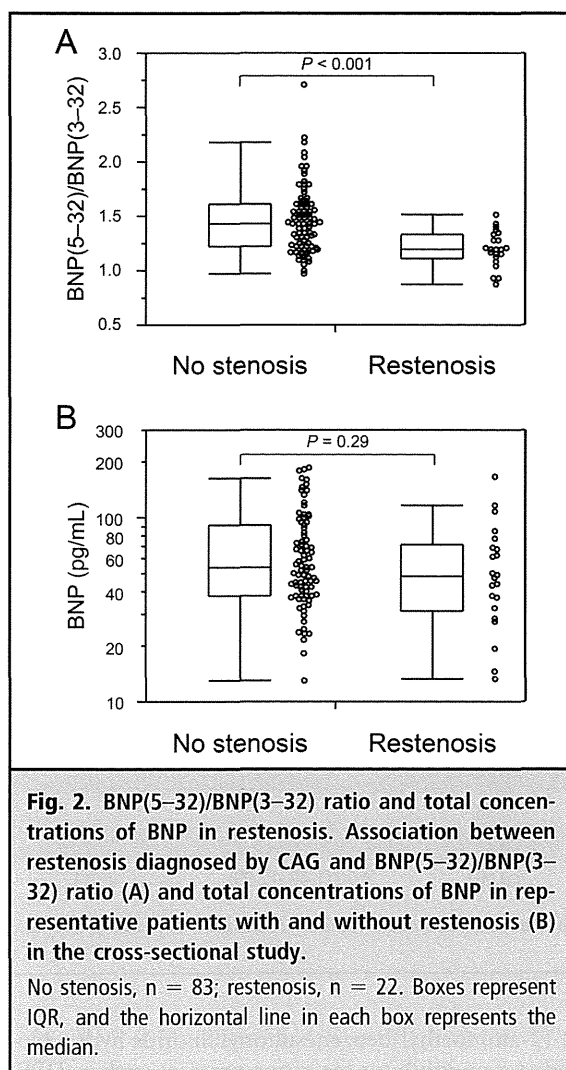 A
3.0
P < 0.001
2.5
2.0
1.5
1.0
0.5
BNP(5–32)/BNP(3–32)
No stenosis Restenosis
B
300
P = 0.29
200
100
80
60
40
20
10
BNP (pg/mL)
No stenosis Restenosis
Fig. 2. BNP(5–32)/BNP(3–32) ratio and total concen-
trations of BNP in restenosis. Association between
restenosis diagnosed by CAG and BNP(5–32)/BNP(3–
32) ratio (A) and total concentrations of BNP in rep-
resentative patients with and without restenosis (B)
in the cross-sectional study.
No stenosis, n = 83; restenosis, n = 22. Boxes represent
IQR, and the horizontal line in each box represents the
median.